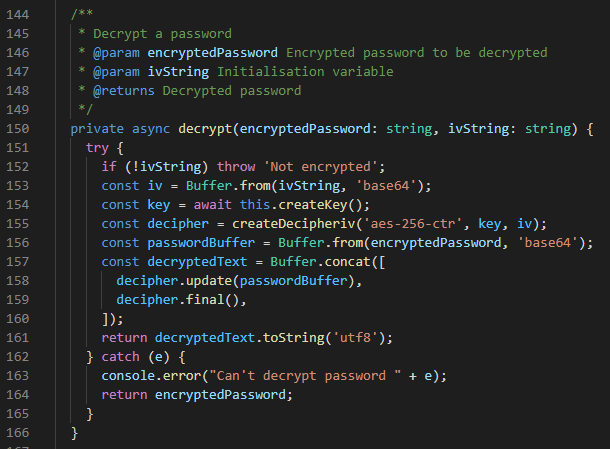 144 /**
145  * Decrypt a password
146  * @param encryptedPassword Encrypted password to be decrypted
147  * @param ivString Initialisation variable
148  * @returns Decrypted password
149  */
150 private async decrypt(encryptedPassword: string, ivString: string) {
151   try {
152     if (!ivString) throw 'Not encrypted';
153     const iv = Buffer.from(ivString, 'base64');
154     const key = await this.createKey();
155     const decipher = createDecipheriv('aes-256-ctr', key, iv);
156     const passwordBuffer = Buffer.from(encryptedPassword, 'base64');
157     const decryptedText = Buffer.concat([
158       decipher.update(passwordBuffer),
159       decipher.final(),
160     ]);
161     return decryptedText.toString('utf8');
162   } catch (e) {
163     console.error("Can't decrypt password " + e);
164     return encryptedPassword;
165   }
166 }